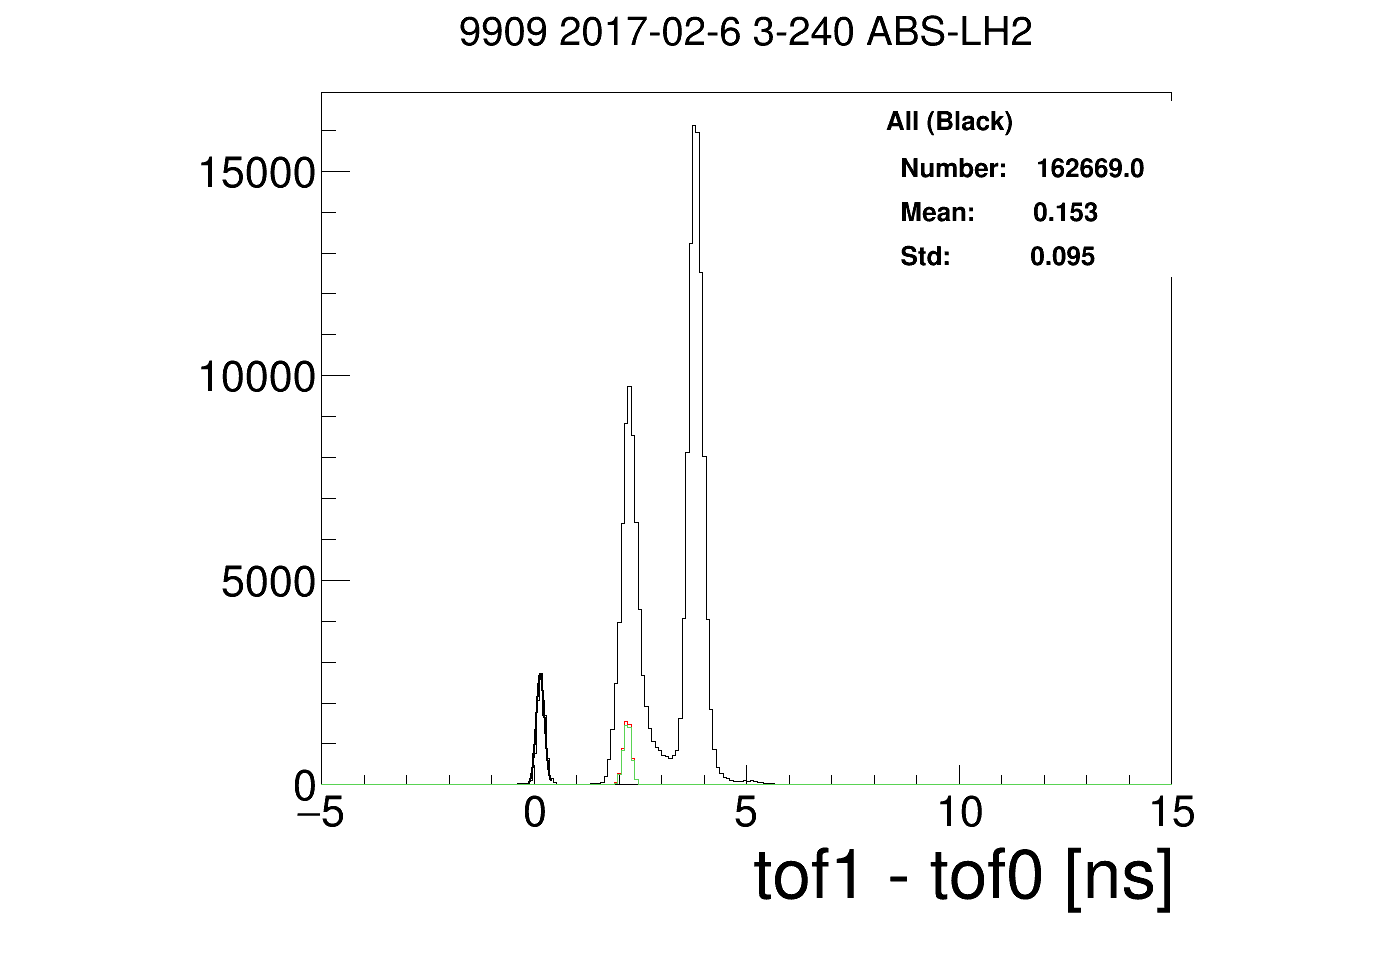 9909 2017-02-6 3-240 ABS-LH2
All (Black)
Number: 162669.0
Mean: 0.153
Std: 0.095
15000
10000
5000
0
−5 0 5 10 15
tof1 - tof0 [ns]